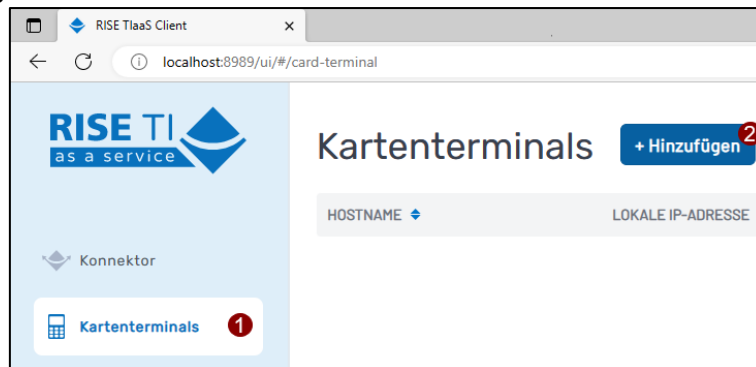 RISE TIaaS Client
localhost:8989/ui/#/card-terminal
RISE TI
as a service
Kartenterminals
+ Hinzufügen
2
HOSTNAME
LOKALE IP-ADRESSE
Konnektor
Kartenterminals
1